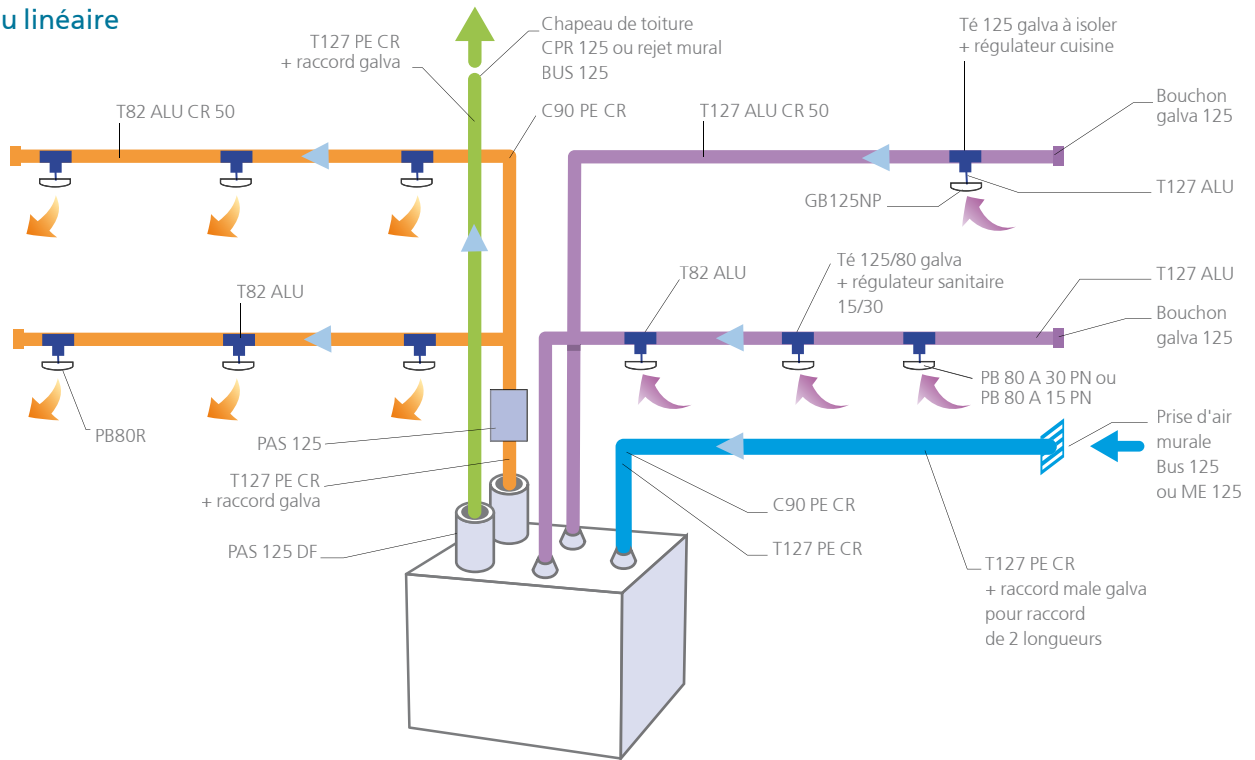 u linéaire
T127 PE CR
+ raccord galva
Chapeau de toiture
CPR 125 ou rejet mural
BUS 125
Té 125 galva à isoler
+ régulateur cuisine
T82 ALU CR 50
C90 PE CR
T127 ALU CR 50
Bouchon
galva 125
T127 ALU
GB125NP
T82 ALU
T82 ALU
Té 125/80 galva
+ régulateur sanitaire
15/30
T127 ALU
Bouchon
galva 125
PB 80 A 30 PN ou
PB 80 A 15 PN
PB80R
PAS 125
Prise d'air
murale
Bus 125
ou ME 125
T127 PE CR
+ raccord galva
C90 PE CR
PAS 125 DF
T127 PE CR
T127 PE CR
+ raccord male galva
pour raccord
de 2 longueurs